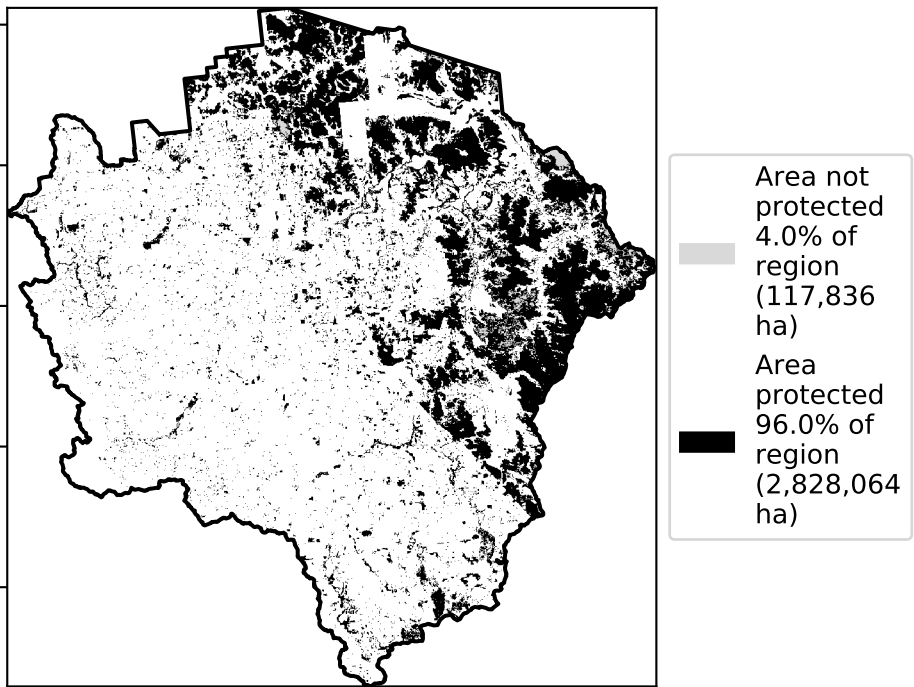 Area not
protected
4.0% of
region
(117,836
ha)
Area
protected
96.0% of
region
(2,828,064
ha)